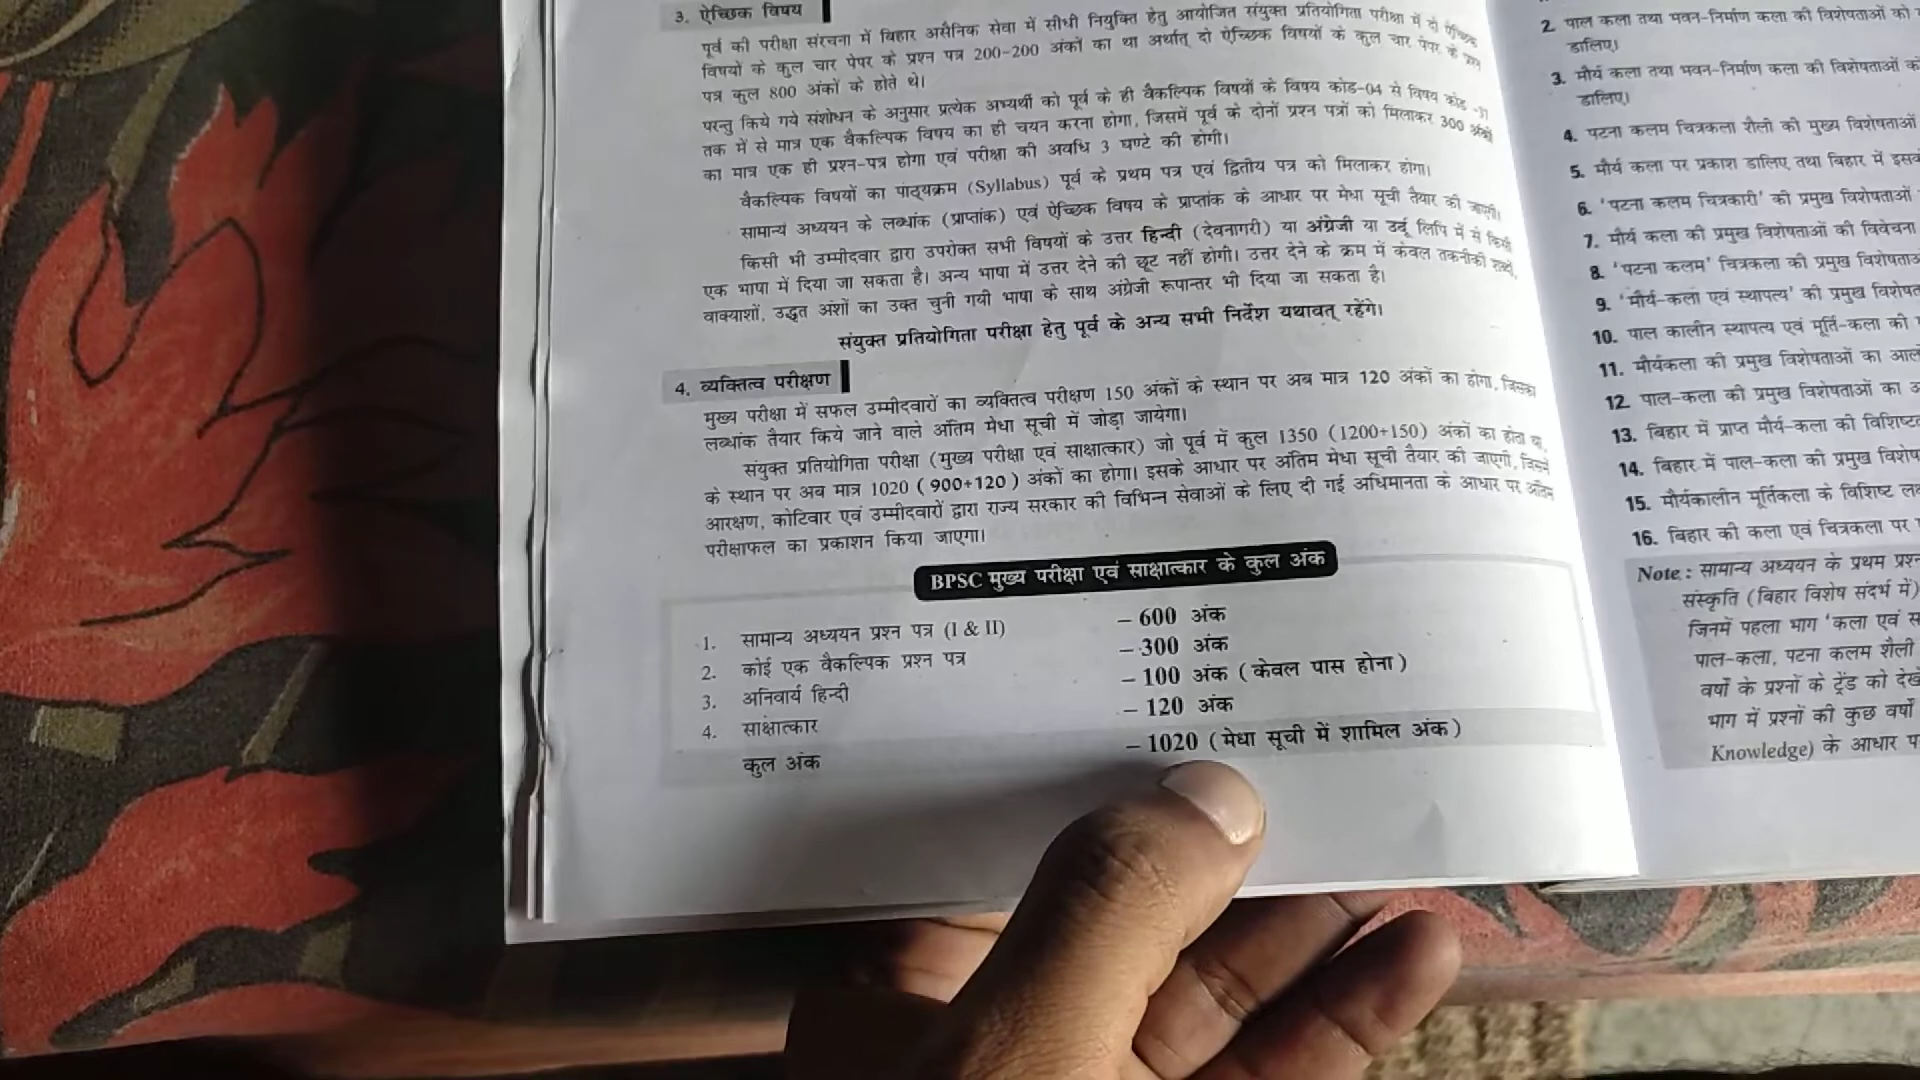 3. ऐच्छिक विषय
पूर्व की परीक्षा संरचना में बिहार असैनिक सेवा में सीधी नियुक्ति हेतु आयोजित संयुक्त प्रतियोगिता परीक्षा में दो ऐच्छिक
विषयों के कुल चार पेपर के प्रश्न पत्र 200-200 अंकों का था अर्थात् दो ऐच्छिक विषयों के कुल चार पेपर के प्रश्न
पत्र कुल 800 अंकों के होते थे।
परन्तु किये गये संशोधन के अनुसार प्रत्येक अभ्यर्थी को पूर्व के ही वैकल्पिक विषयों के विषय कोड-04 से विषय कोड -37
तक में से मात्र एक वैकल्पिक विषय का ही चयन करना होगा, जिसमें पूर्व के दोनों प्रश्न पत्रों को मिलाकर 300 अंकों
का मात्र एक ही प्रश्न-पत्र होगा एवं परीक्षा की अवधि 3 घण्टे की होगी।
वैकल्पिक विषयों का पाठ्यक्रम (Syllabus) पूर्व के प्रथम पत्र एवं द्वितीय पत्र को मिलाकर होगा।
सामान्य अध्ययन के लब्धांक (प्राप्तांक) एवं ऐच्छिक विषय के प्राप्तांक के आधार पर मेधा सूची तैयार की जाएगी।
किसी भी उम्मीदवार द्वारा उपरोक्त सभी विषयों के उत्तर हिन्दी (देवनागरी) या अंग्रेजी या उर्दू लिपि में से किसी
एक भाषा में दिया जा सकता है। अन्य भाषा में उत्तर देने की छूट नहीं होगी। उत्तर देने के क्रम में केवल तकनीकी शब्दों,
वाक्याशों, उद्धृत अंशों का उक्त चुनी गयी भाषा के साथ अंग्रेजी रूपान्तर भी दिया जा सकता है।
संयुक्त प्रतियोगिता परीक्षा हेतु पूर्व के अन्य सभी निर्देश यथावत् रहेंगे।
4. व्यक्तित्व परीक्षण
मुख्य परीक्षा में सफल उम्मीदवारों का व्यक्तित्व परीक्षण 150 अंकों के स्थान पर अब मात्र 120 अंकों का होगा, जिसका
लब्धांक तैयार किये जाने वाले अंतिम मेधा सूची में जोड़ा जायेगा।
संयुक्त प्रतियोगिता परीक्षा (मुख्य परीक्षा एवं साक्षात्कार) जो पूर्व में कुल 1350 (1200+150) अंकों का होता था,
के स्थान पर अब मात्र 1020 (900+120) अंकों का होगा। इसके आधार पर अंतिम मेधा सूची तैयार की जाएगी, जिसमें
आरक्षण, कोटिवार एवं उम्मीदवारों द्वारा राज्य सरकार की विभिन्न सेवाओं के लिए दी गई अधिमानता के आधार पर अंतिम
परीक्षाफल का प्रकाशन किया जाएगा।
BPSC मुख्य परीक्षा एवं साक्षात्कार के कुल अंक
1. सामान्य अध्ययन प्रश्न पत्र (I & II) – 600 अंक
2. कोई एक वैकल्पिक प्रश्न पत्र – 300 अंक
3. अनिवार्य हिन्दी – 100 अंक (केवल पास होना)
4. साक्षात्कार – 120 अंक
कुल अंक – 1020 (मेधा सूची में शामिल अंक)
2. पाल कला तथा भवन-निर्माण कला की विशेषताओं को
डालिए।
3. मौर्य कला तथा भवन-निर्माण कला की विशेषताओं
डालिए।
4. पटना कलम चित्रकला शैली की मुख्य विशेषताओं
5. मौर्य कला पर प्रकाश डालिए तथा बिहार में
6. 'पटना कलम चित्रकारी' की प्रमुख विशेषताओं
7. मौर्य कला की प्रमुख विशेषताओं की विवेचना
8. 'पटना कलम' चित्रकला की प्रमुख
9. 'मौर्य-कला एवं स्थापत्य' की प्रमुख
10. पाल कालीन स्थापत्य एवं मूर्ति-कला की
11. मौर्यकला की प्रमुख विशेषताओं का
12. पाल-कला की प्रमुख विशेषताओं का
13. बिहार में प्राप्त मौर्य-कला की
14. बिहार में पाल-कला की प्रमुख
15. मौर्यकालीन मूर्तिकला के विशिष्ट
16. बिहार की कला एवं चित्रकला पर
Note : सामान्य अध्ययन के प्रथम
संस्कृति (बिहार विशेष संदर्भ में)
जिनमें पहला भाग 'कला एवं
पाल-कला, पटना कलम शैली
वर्षों के प्रश्नों के ट्रेंड को
भाग में प्रश्नों की कुछ वर्षों
Knowledge) के आधार